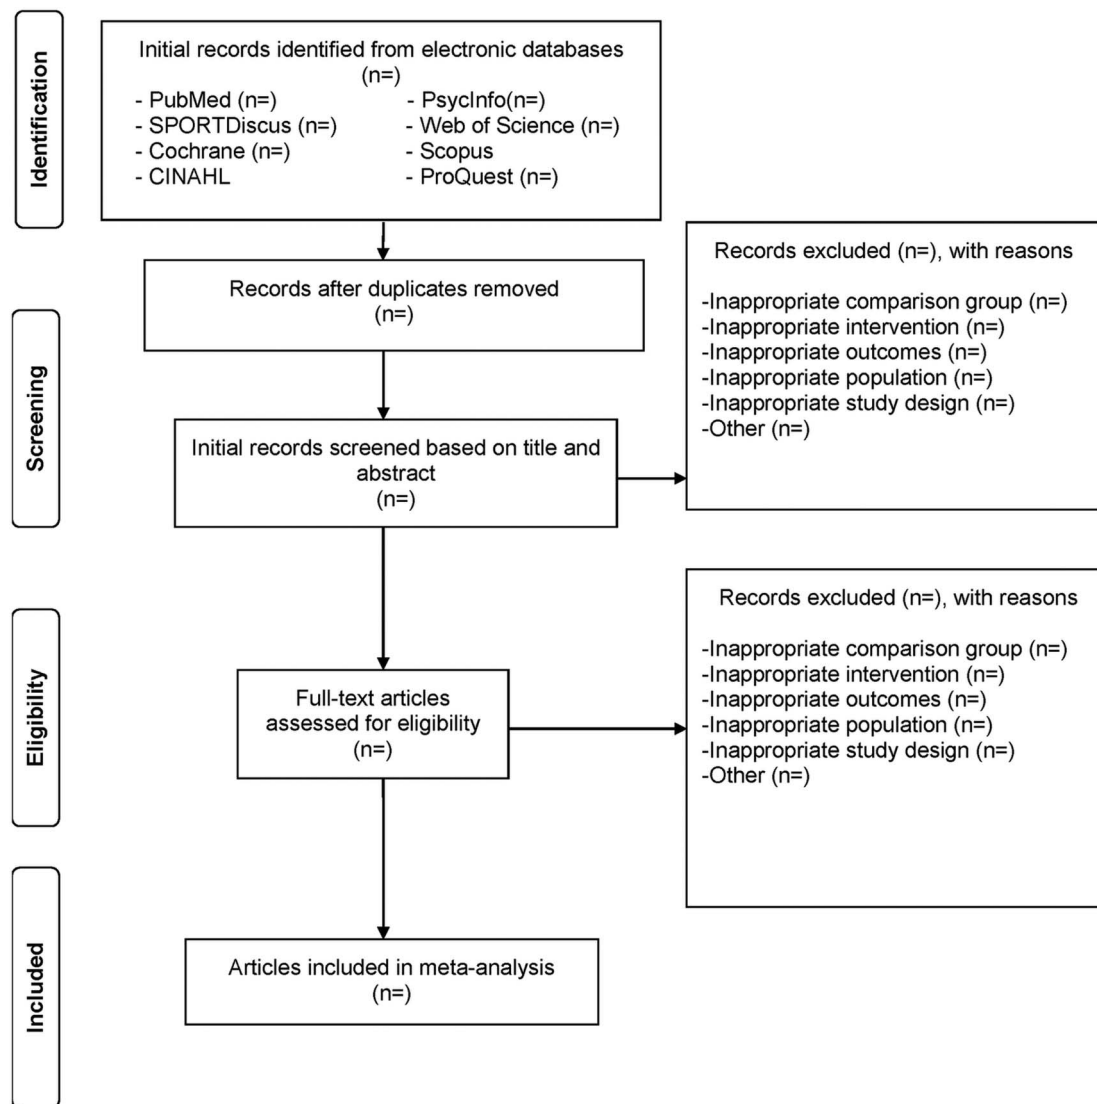 Identification
Initial records identified from electronic databases
(n=)
- PubMed (n=)
- SPORTDiscus (n=)
- Cochrane (n=)
- CINAHL
- PsycInfo(n=)
- Web of Science (n=)
- Scopus
- ProQuest (n=)
Screening
Records after duplicates removed
(n=)
Initial records screened based on title and
abstract
(n=)
Records excluded (n=), with reasons
-Inappropriate comparison group (n=)
-Inappropriate intervention (n=)
-Inappropriate outcomes (n=)
-Inappropriate population (n=)
-Inappropriate study design (n=)
-Other (n=)
Eligibility
Full-text articles
assessed for eligibility
(n=)
Records excluded (n=), with reasons
-Inappropriate comparison group (n=)
-Inappropriate intervention (n=)
-Inappropriate outcomes (n=)
-Inappropriate population (n=)
-Inappropriate study design (n=)
-Other (n=)
Included
Articles included in meta-analysis
(n=)